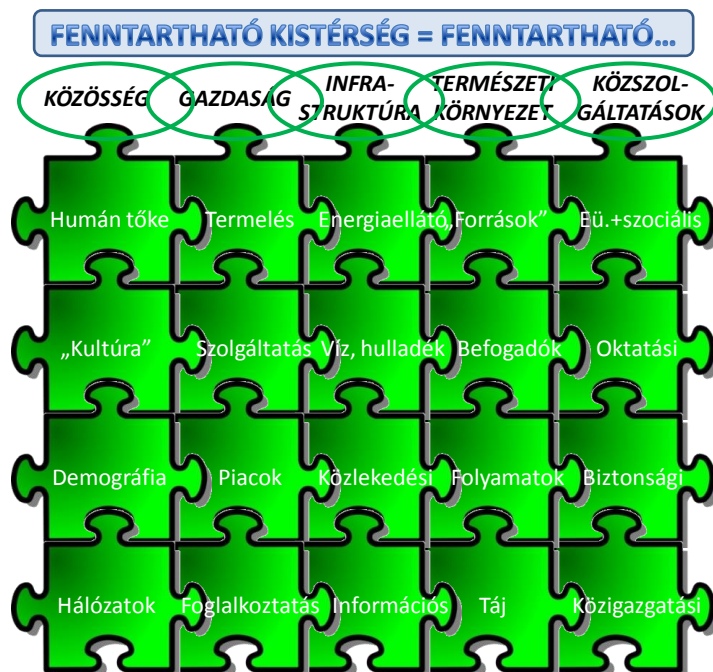 FENNTARTHATÓ KISTÉRSÉG = FENNTARTHATÓ...
KÖZÖSSÉG
GAZDASÁG
INFRA-
STRUKTÚRA
TERMÉSZETI
KÖRNYEZET
KÖZSZOL-
GÁLTATÁSOK
Humán tőke
Termelés
Energiaellátó
„Források”
Eü.+szociális
„Kultúra”
Szolgáltatás
Víz, hulladék
Befogadók
Oktatási
Demográfia
Piacok
Közlekedési
Folyamatok
Biztonsági
Hálózatok
Foglalkoztatás
Információs
Táj
Közigazgatási